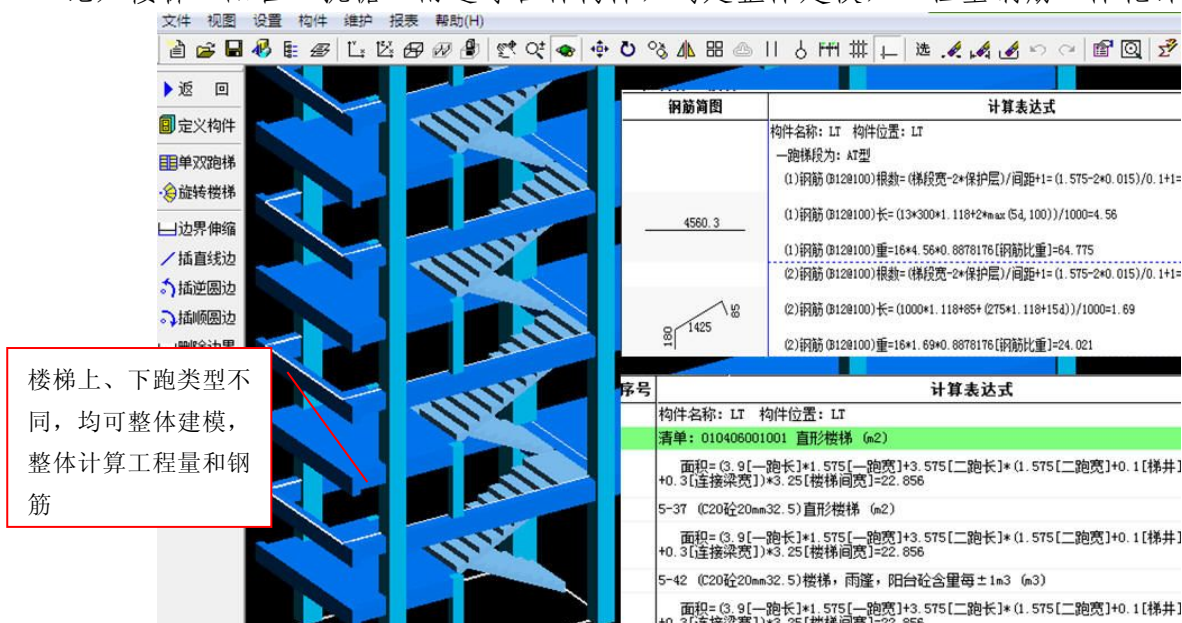 文件 视图 设置 构件 维护 报表 帮助(H)
选
返 回
定义构件
单双跑梯
旋转楼梯
边界伸缩
插直线边
插逆圆边
插顺圆边
钢筋简图 计算表达式
构件名称: LT 构件位置: LT
一跑梯段为: AT型
(1)钢筋(B12@100)根数=(梯段宽-2*保护层)/间距+1=(1.575-2*0.015)/0.1+1=
4560.3
(1)钢筋(B12@100)长=(13*300*1.118+2*max(5d,100))/1000=4.56
(1)钢筋(B12@100)重=16*4.56*0.8878176[钢筋比重]=64.775
(2)钢筋(B12@100)根数=(梯段宽-2*保护层)/间距+1=(1.575-2*0.015)/0.1+1=
180 1425 85
(2)钢筋(B12@100)长=(1000*1.118+85+(275*1.118+15d))/1000=1.69
(2)钢筋(B12@100)重=16*1.69*0.8878176[钢筋比重]=24.021
楼梯上、下跑类型不
同，均可整体建模，
整体计算工程量和钢
筋
序号 计算表达式
构件名称: LT 构件位置: LT
清单: 010406001001 直形楼梯 (m2)
面积=(3.9[一跑长]*1.575[一跑宽]+3.575[二跑长]*(1.575[二跑宽]+0.1[梯井]
+0.3[连接梁宽])*3.25[楼梯间宽]=22.856
5-37 (C20砼20mm32.5)直形楼梯 (m2)
面积=(3.9[一跑长]*1.575[一跑宽]+3.575[二跑长]*(1.575[二跑宽]+0.1[梯井]
+0.3[连接梁宽])*3.25[楼梯间宽]=22.856
5-42 (C20砼20mm32.5)楼梯，雨篷，阳台砼含量每±1m3 (m3)
面积=(3.9[一跑长]*1.575[一跑宽]+3.575[二跑长]*(1.575[二跑宽]+0.1[梯井]